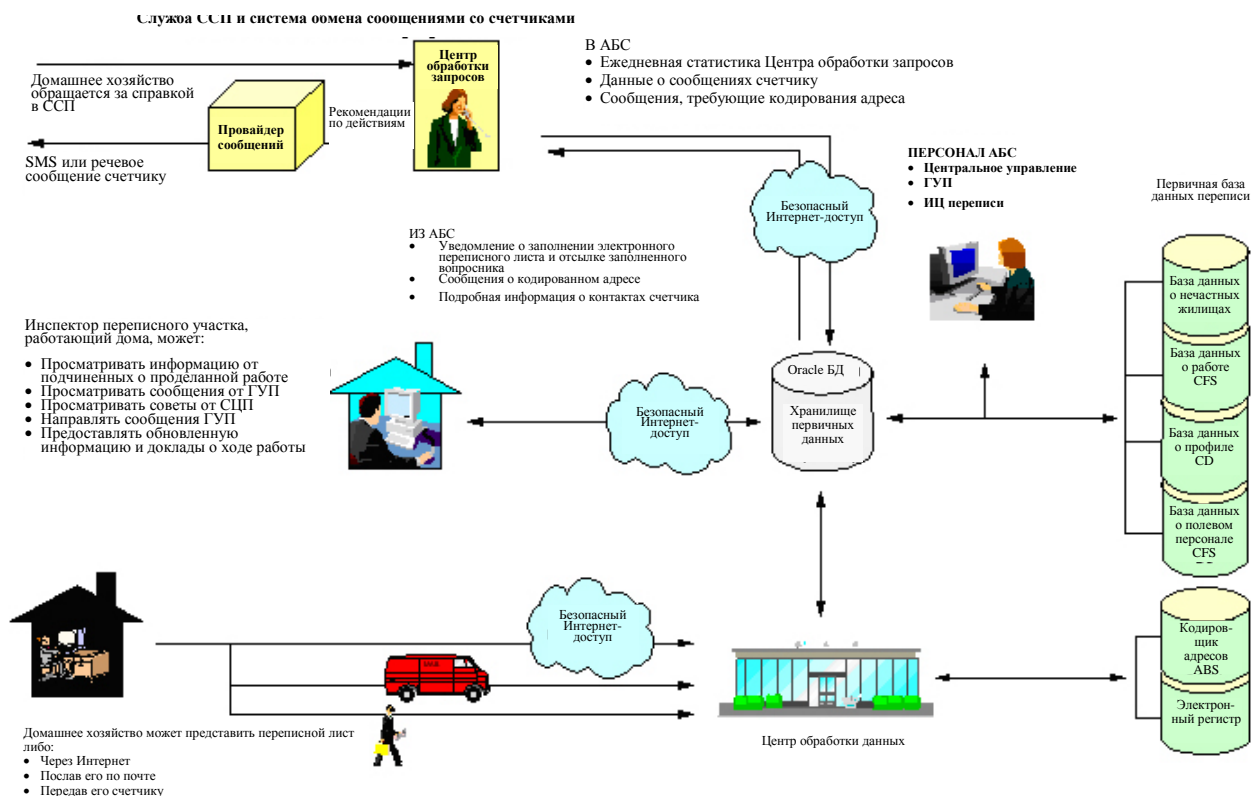 Служба ССП и система обмена сообщениями со счетчиками
Центр
обработки
запросов
Домашнее хозяйство
обращается за справкой
в ССП
Провайдер
сообщений
Рекомендации
по действиям
SMS или речевое
сообщение счетчику
В АБС
• Ежедневная статистика Центра обработки запросов
• Данные о сообщениях счетчику
• Сообщения, требующие кодирования адреса
Безопасный
Интернет-доступ
ПЕРСОНАЛ АБС
• Центральное управление
• ГУП
• ИЦ переписи
Первичная база
данных переписи
ИЗ АБС
• Уведомление о заполнении электронного
переписного листа и отсылке заполненного
вопросника
• Сообщения о кодированном адресе
• Подробная информация о контактах счетчика
База данных
о нечастных
жилищах
База данных
о работе
CFS
База данных
о профиле
CD
База данных
о полевом
персонале
CFS
Инспектор переписного участка,
работающий дома, может:
• Просматривать информацию от
подчиненных о проделанной работе
• Просматривать сообщения от ГУП
• Просматривать советы от СЦП
• Направлять сообщения ГУП
• Предоставлять обновленную
информацию и доклады о ходе работы
Безопасный
Интернет-
доступ
Oracle БД
Хранилище
первичных
данных
Безопасный
Интернет-
доступ
Кодиров-
щик
адресов
ABS
Электрон-
ный регистр
Центр обработки данных
Домашнее хозяйство может представить переписной лист
либо:
• Через Интернет
• Послав его по почте
• Передав его счетчику